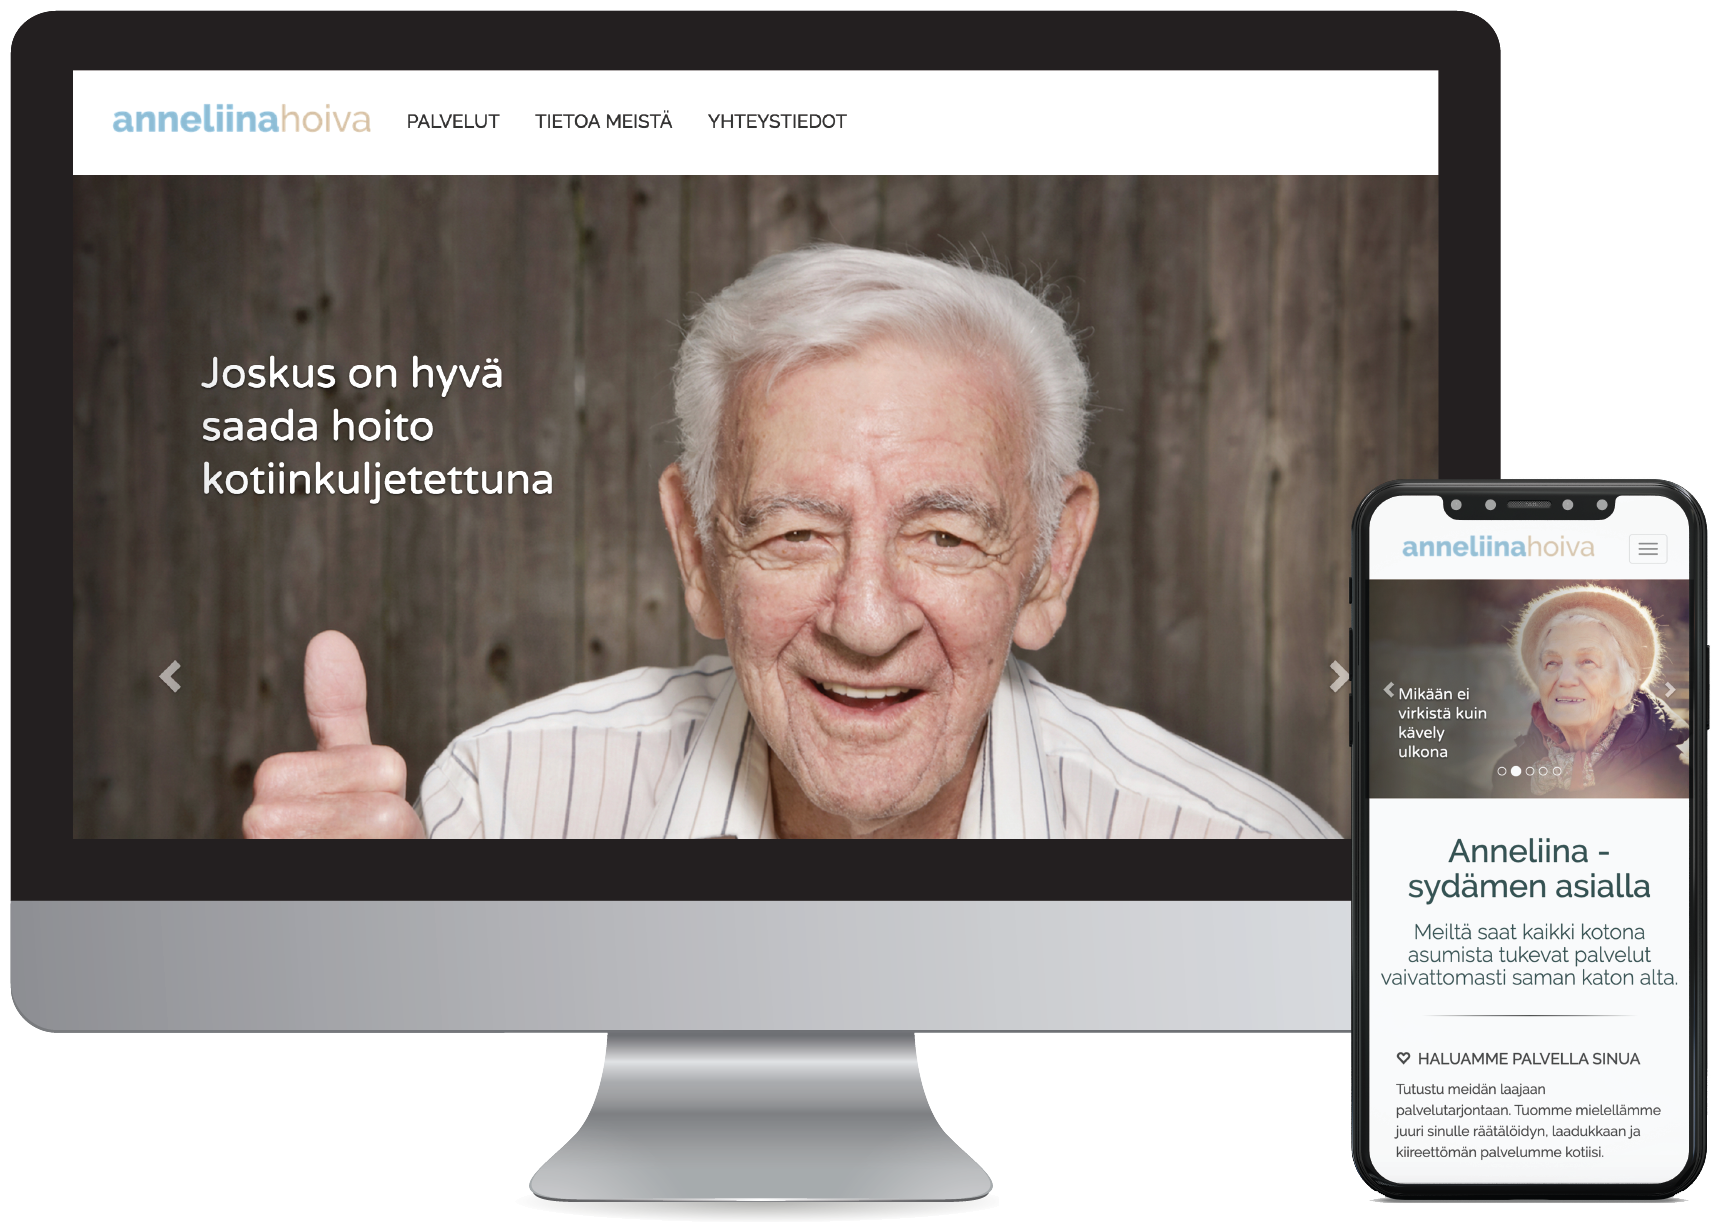 anneliinahoiva PALVELUT TIETOA MEISTÄ YHTEYSTIEDOT
Joskus on hyvä
saada hoito
kotiinkuljetettuna
anneliinahoiva
Mikään ei
virkistä kuin
kävely
ulkona
Anneliina -
sydämen asialla
Meiltä saat kaikki kotona
asumista tukevat palvelut
vaivattomasti saman katon alta.
HALUAMME PALVELLA SINUA
Tutustu meidän laajaan
palvelutarjontaan. Tuomme mielellämme
juuri sinulle räätälöidyn, laadukkaan ja
kiireettömän palvelumme kotiisi.